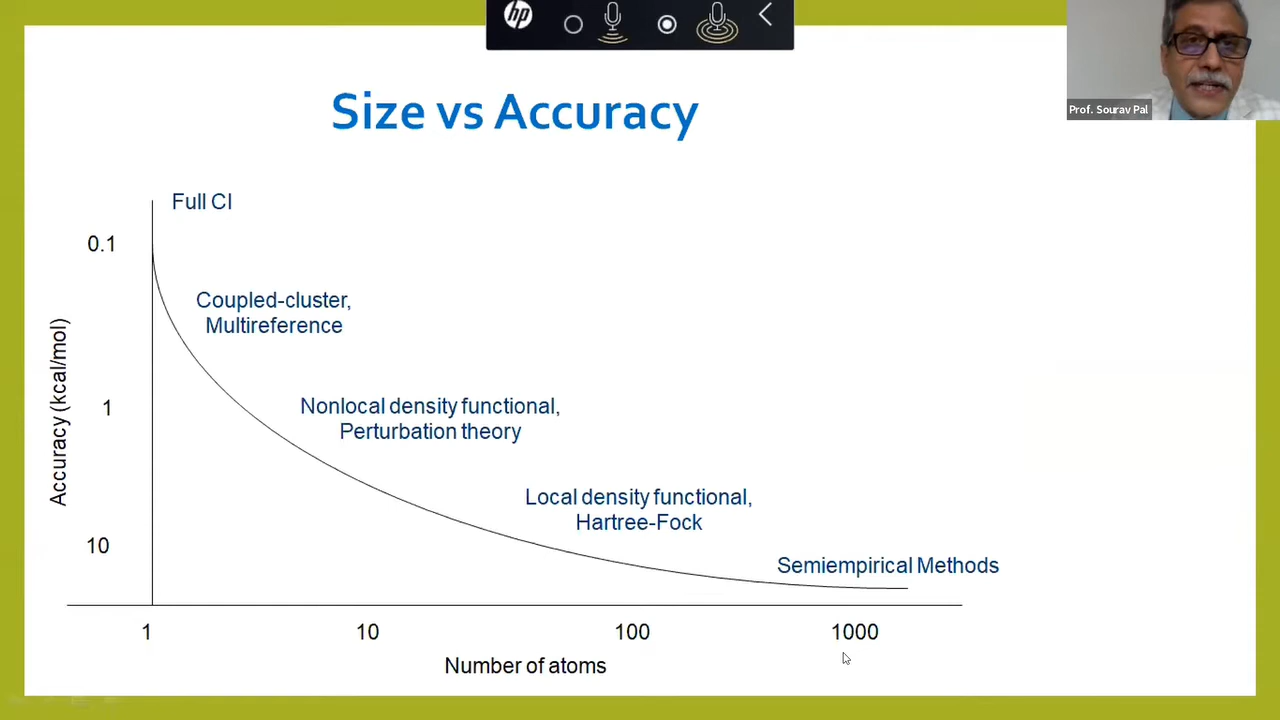 hp
Prof. Sourav Pal
Size vs Accuracy
Full CI
0.1
Coupled-cluster,
Multireference
Accuracy (kcal/mol)
1
Nonlocal density functional,
Perturbation theory
Local density functional,
Hartree-Fock
10
Semiempirical Methods
1 10 100 1000
Number of atoms